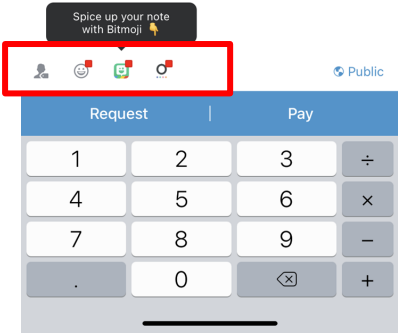 Spice up your note
with Bitmoji 👇
Public
Request | Pay
1 2 3 ÷
4 5 6 ×
7 8 9 −
. 0 +